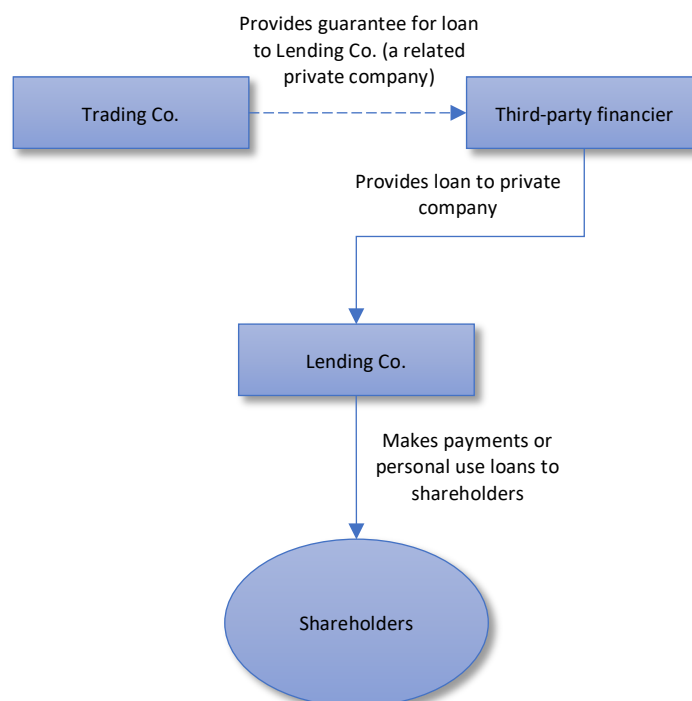 Provides guarantee for loan
to Lending Co. (a related
private company)
Trading Co.
Third-party financier
Provides loan to private
company
Lending Co.
Makes payments or
personal use loans to
shareholders
Shareholders